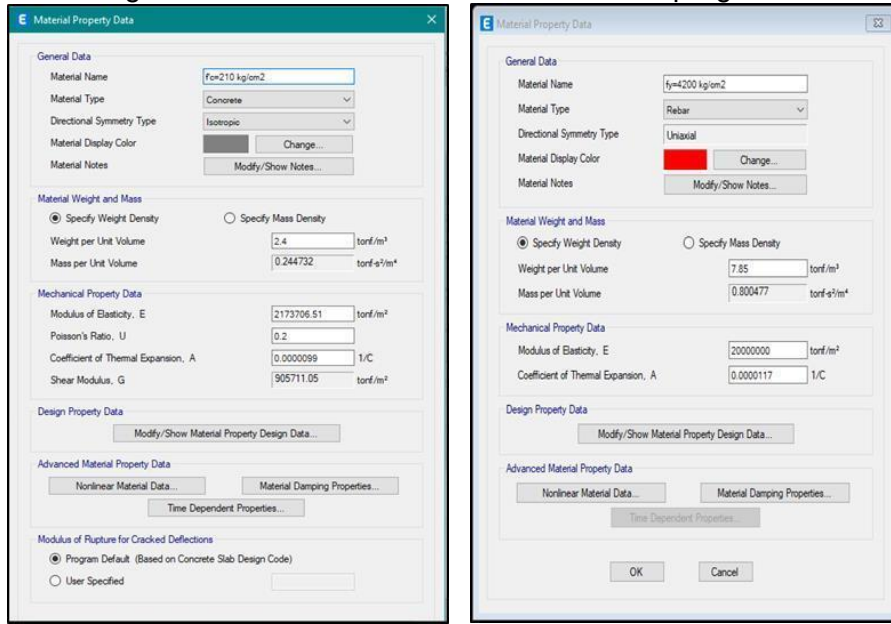 Material Property Data
General Data
Material Name f'c=210 kg/cm2
Material Type Concrete
Directional Symmetry Type Isotropic
Material Display Color Change...
Material Notes Modify/Show Notes...
Material Weight and Mass
Specify Weight Density Specify Mass Density
Weight per Unit Volume 2.4 tonf/m³
Mass per Unit Volume 0.244732 tonf-s²/m⁴
Mechanical Property Data
Modulus of Elasticity, E 2173706.51 tonf/m²
Poisson's Ratio, U 0.2
Coefficient of Thermal Expansion, A 0.0000099 1/C
Shear Modulus, G 905711.05 tonf/m²
Design Property Data
Modify/Show Material Property Design Data...
Advanced Material Property Data
Nonlinear Material Data... Material Damping Properties...
Time Dependent Properties...
Modulus of Rupture for Cracked Deflections
Program Default (Based on Concrete Slab Design Code)
User Specified
Material Property Data
General Data
Material Name fy=4200 kg/cm2
Material Type Rebar
Directional Symmetry Type Uniaxial
Material Display Color Change...
Material Notes Modify/Show Notes...
Material Weight and Mass
Specify Weight Density Specify Mass Density
Weight per Unit Volume 7.85 tonf/m³
Mass per Unit Volume 0.800477 tonf-s²/m⁴
Mechanical Property Data
Modulus of Elasticity, E 20000000 tonf/m²
Coefficient of Thermal Expansion, A 0.0000117 1/C
Design Property Data
Modify/Show Material Property Design Data...
Advanced Material Property Data
Nonlinear Material Data... Material Damping Properties...
Time Dependent Properties...
OK Cancel